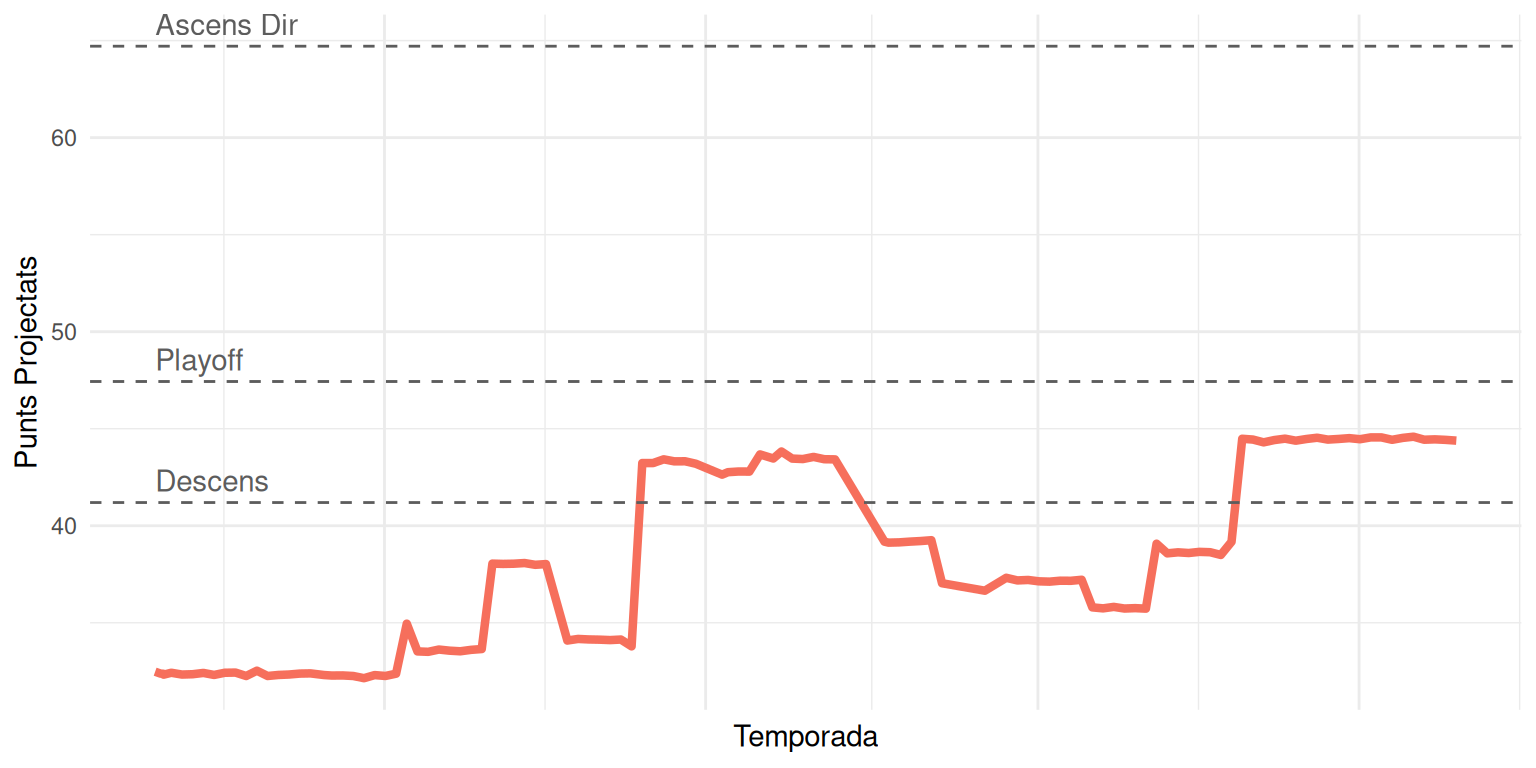 Ascens Dir
60
50
Playoff
Descens
40
Punts Projectats
Temporada